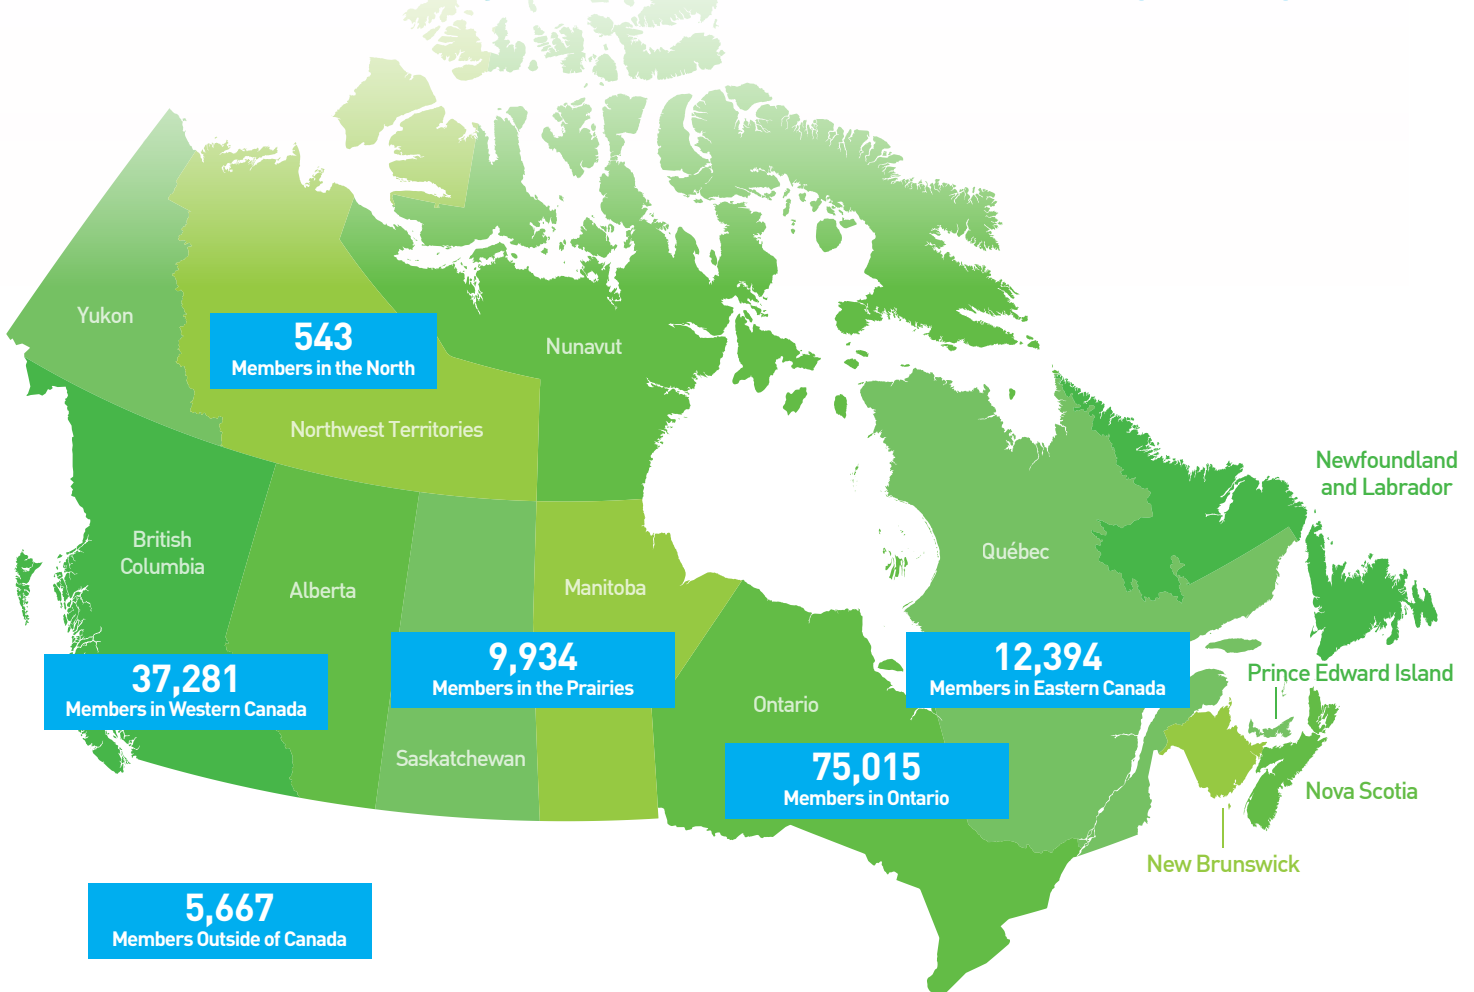 Yukon
543
Members in the North
Nunavut
Northwest Territories
Newfoundland
and Labrador
British
Columbia
Alberta
Manitoba
Québec
37,281
Members in Western Canada
9,934
Members in the Prairies
12,394
Members in Eastern Canada
Prince Edward Island
Ontario
Saskatchewan
75,015
Members in Ontario
Nova Scotia
New Brunswick
5,667
Members Outside of Canada